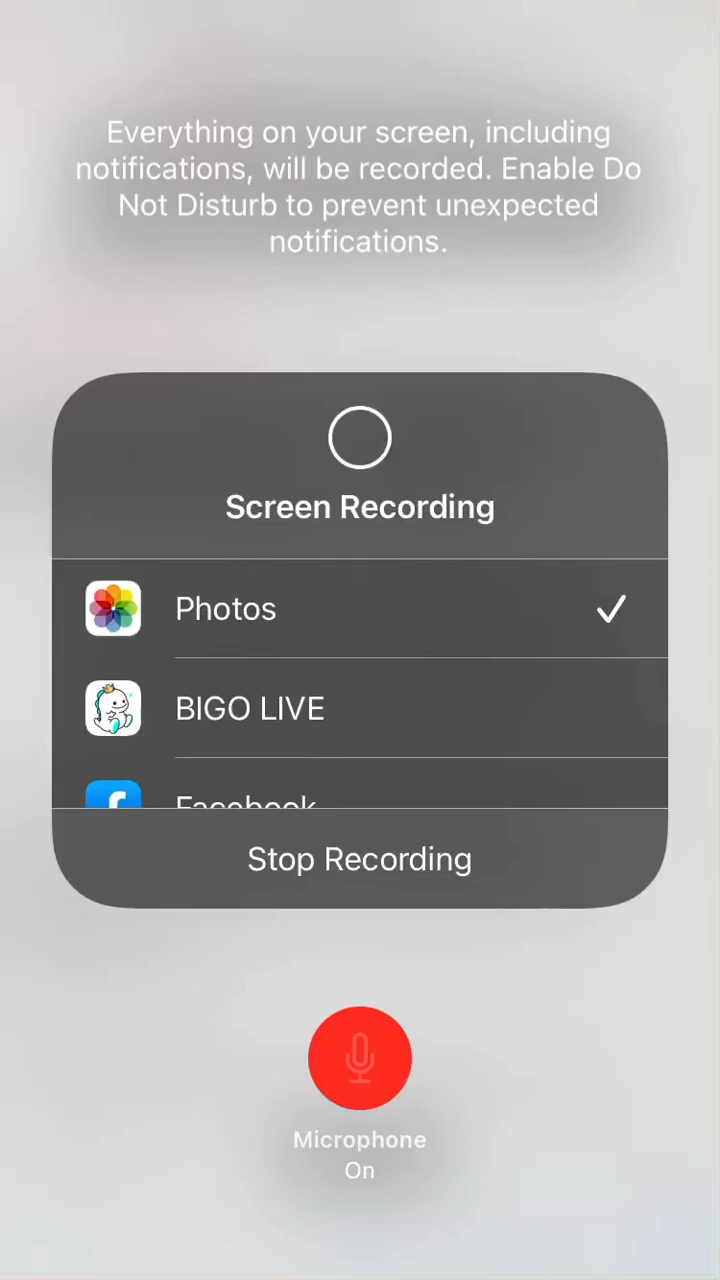 Everything on your screen, including
notifications, will be recorded. Enable Do
Not Disturb to prevent unexpected
notifications.
Screen Recording
Photos
BIGO LIVE
Facebook
Stop Recording
Microphone
On